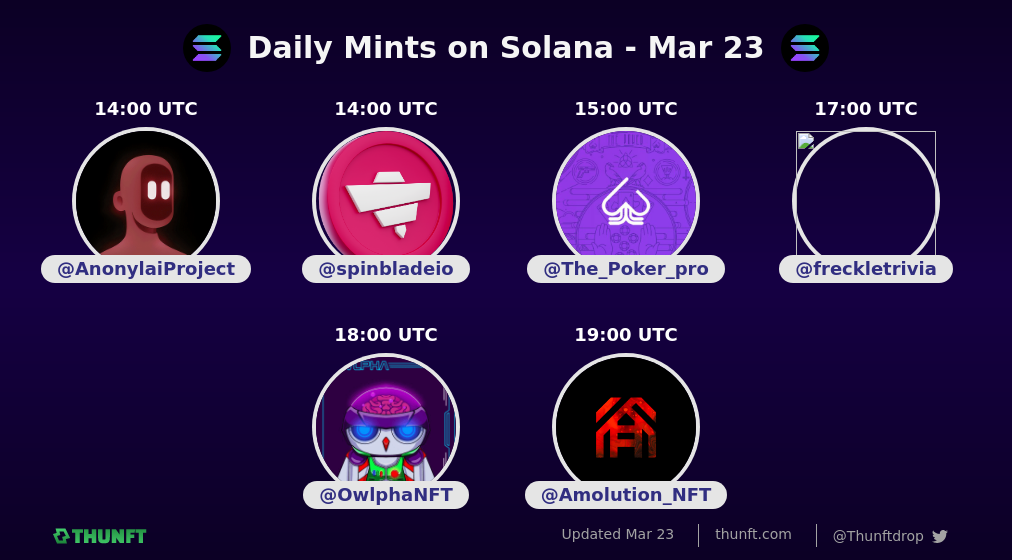 Daily Mints on Solana - Mar 23
14:00 UTC
@AnonylaiProject
14:00 UTC
@spinbladeio
15:00 UTC
@The_Poker_pro
17:00 UTC
@freckletrivia
18:00 UTC
@OwlphaNFT
19:00 UTC
@Amolution_NFT
THUNFT
Updated Mar 23
thunft.com
@Thunftdrop